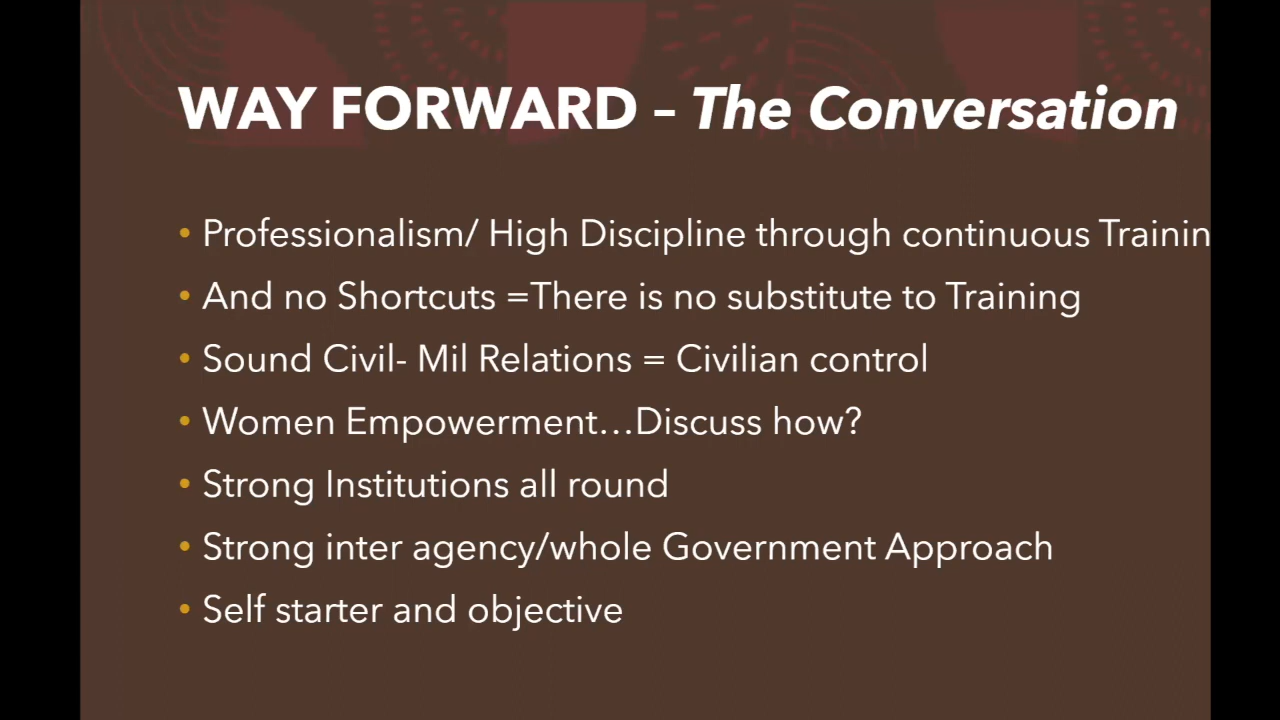 WAY FORWARD – The Conversation
• Professionalism/ High Discipline through continuous Trainin
• And no Shortcuts =There is no substitute to Training
• Sound Civil- Mil Relations = Civilian control
• Women Empowerment…Discuss how?
• Strong Institutions all round
• Strong inter agency/whole Government Approach
• Self starter and objective